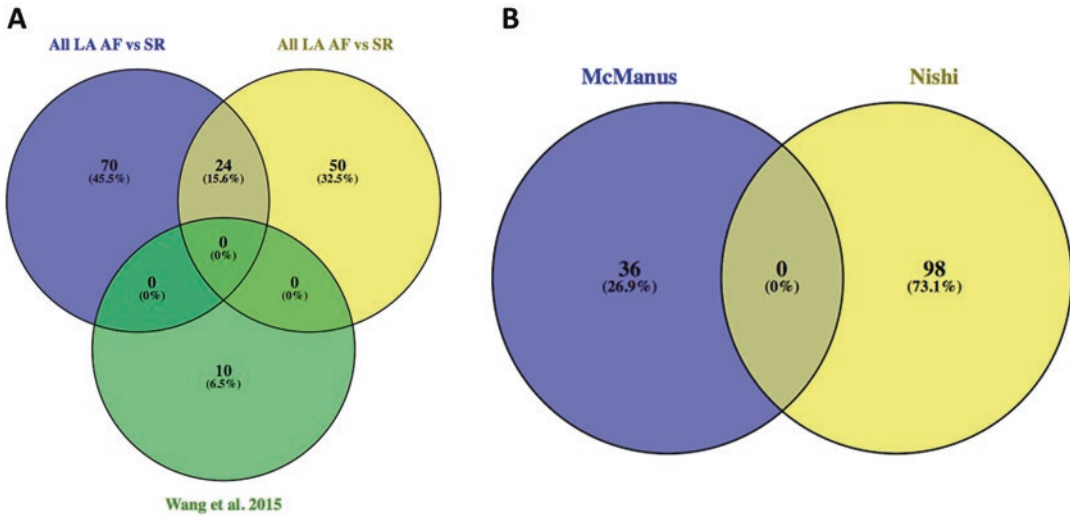 A
All LA AF vs SR
All LA AF vs SR
70
(45.5%)
24
(15.6%)
50
(32.5%)
0
(0%)
0
(0%)
0
(0%)
10
(6.5%)
Wang et al. 2015
B
McManus
Nishi
36
(26.9%)
0
(0%)
98
(73.1%)